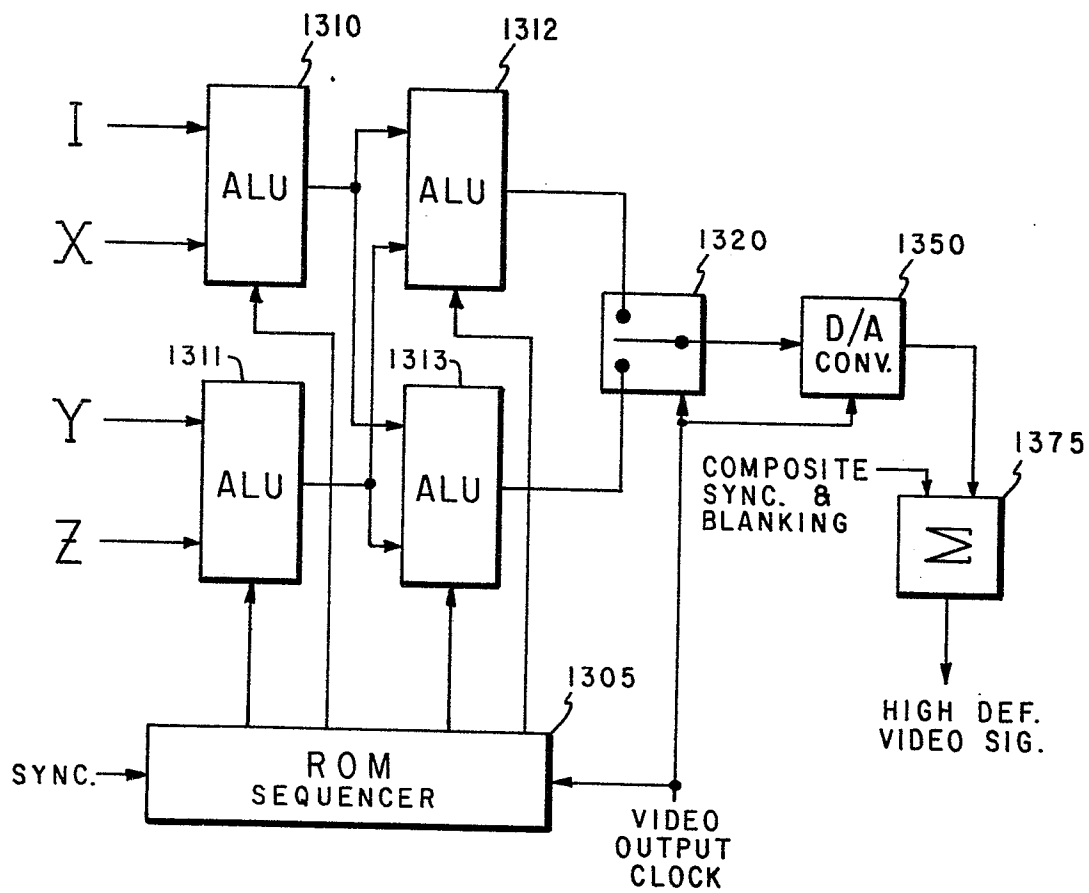 1310
1312
I
ALU
ALU
X
1320
1350
D/A
CONV.
1311
1313
Y
ALU
ALU
Z
COMPOSITE
SYNC. &
BLANKING
1375
Σ
1305
HIGH DEF.
VIDEO SIG.
SYNC.
ROM
SEQUENCER
VIDEO
OUTPUT
CLOCK